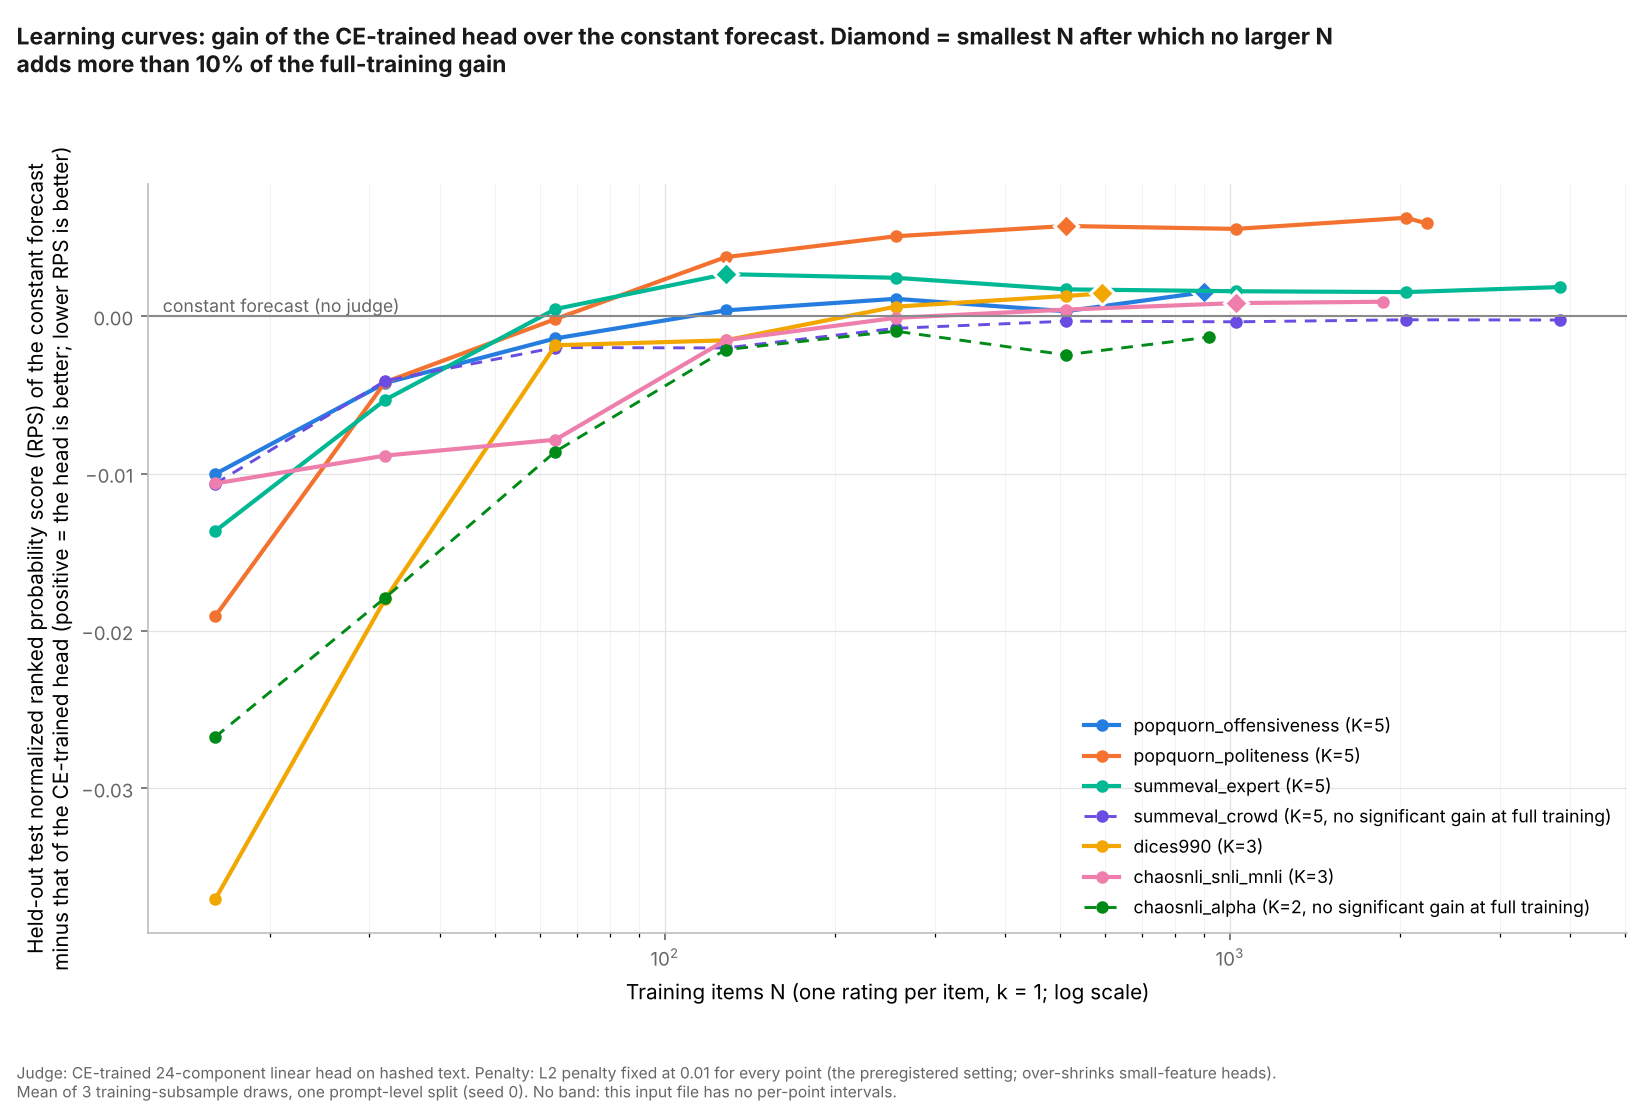 Learning curves: gain of the CE-trained head over the constant forecast. Diamond = smallest N after which no larger N
adds more than 10% of the full-training gain
Held-out test normalized ranked probability score (RPS) of the constant forecast
minus that of the CE-trained head (positive = the head is better; lower RPS is better)
constant forecast (no judge)
0.00
−0.01
−0.02
−0.03
popquorn_offensiveness (K=5)
popquorn_politeness (K=5)
summeval_expert (K=5)
summeval_crowd (K=5, no significant gain at full training)
dices990 (K=3)
chaosnli_snli_mnli (K=3)
chaosnli_alpha (K=2, no significant gain at full training)
10²
10³
Training items N (one rating per item, k = 1; log scale)
Judge: CE-trained 24-component linear head on hashed text. Penalty: L2 penalty fixed at 0.01 for every point (the preregistered setting; over-shrinks small-feature heads).
Mean of 3 training-subsample draws, one prompt-level split (seed 0). No band: this input file has no per-point intervals.